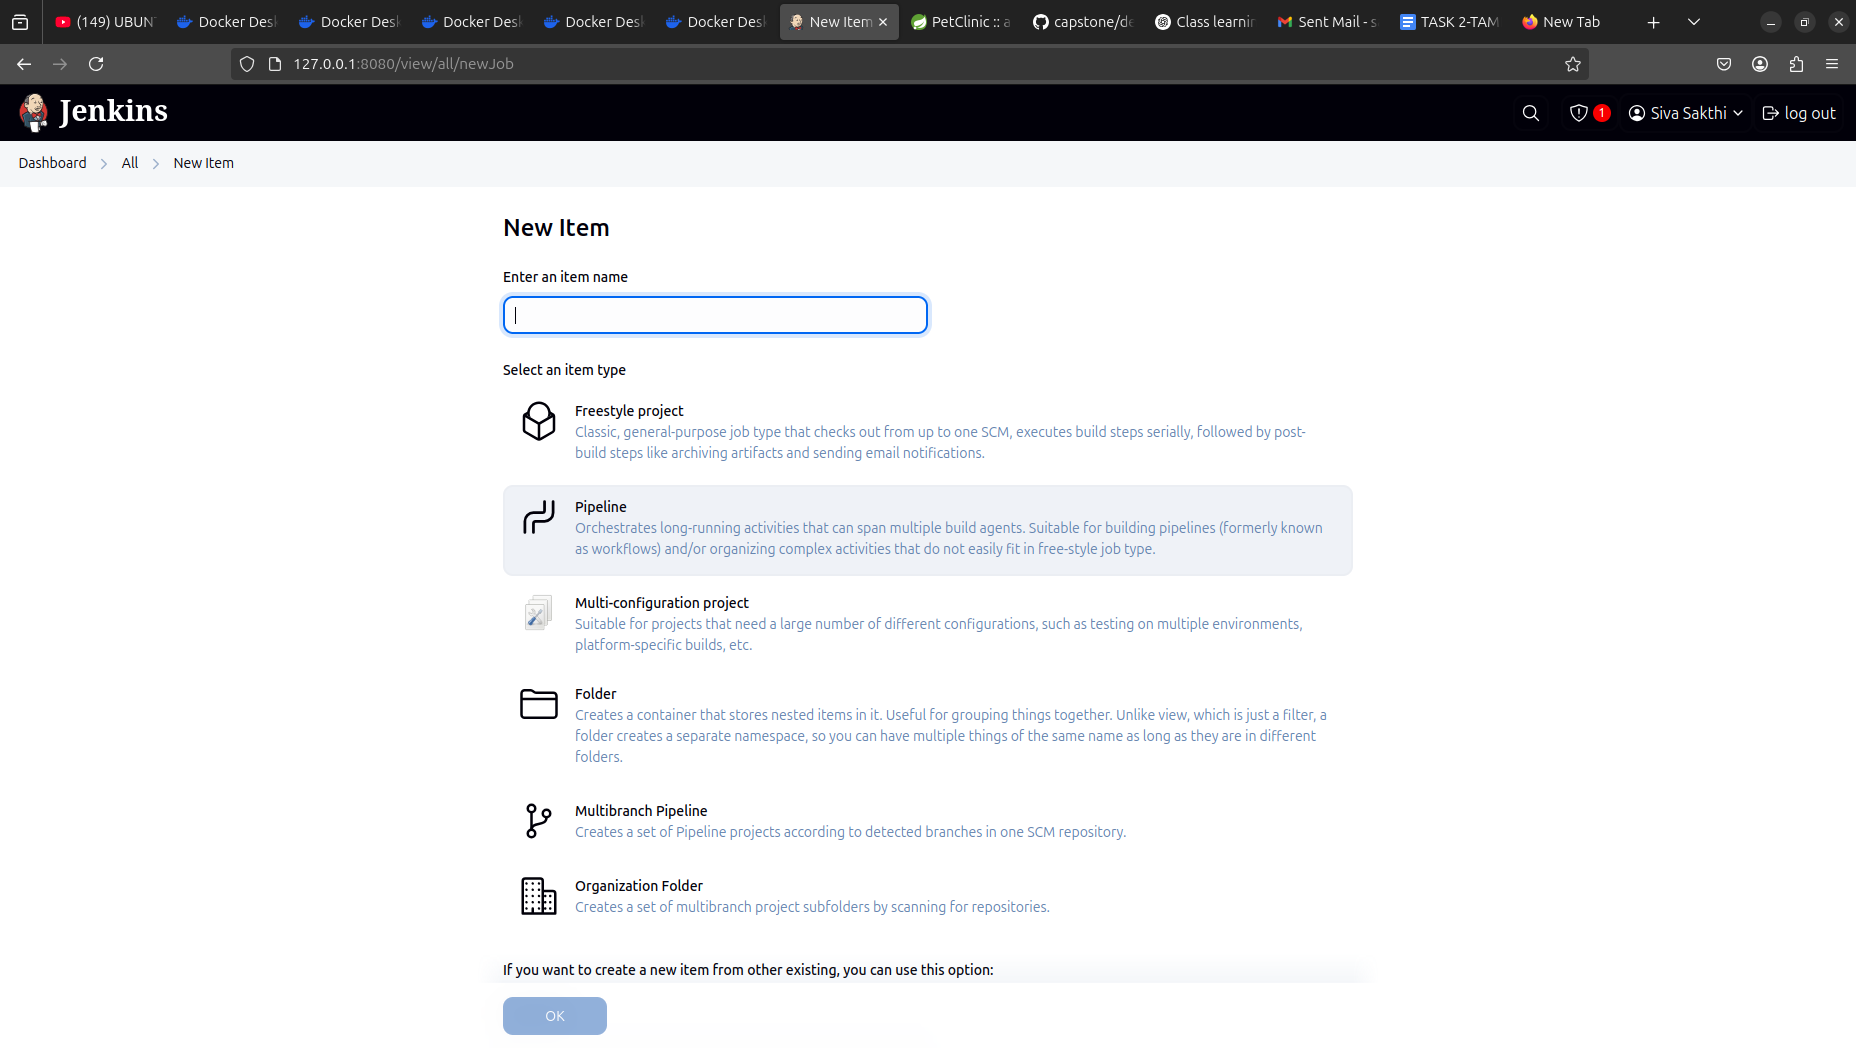 (149) UBUN
Docker Desk
Docker Desk
Docker Desk
Docker Desk
Docker Desk
New Item
PetClinic :: a
capstone/de
Class learnin
Sent Mail - s
TASK 2-TAM
New Tab
127.0.0.1:8080/view/all/newJob
Jenkins
1
Siva Sakthi
log out
Dashboard
All
New Item
New Item
Enter an item name
Select an item type
Freestyle project
Classic, general-purpose job type that checks out from up to one SCM, executes build steps serially, followed by post-
build steps like archiving artifacts and sending email notifications.
Pipeline
Orchestrates long-running activities that can span multiple build agents. Suitable for building pipelines (formerly known
as workflows) and/or organizing complex activities that do not easily fit in free-style job type.
Multi-configuration project
Suitable for projects that need a large number of different configurations, such as testing on multiple environments,
platform-specific builds, etc.
Folder
Creates a container that stores nested items in it. Useful for grouping things together. Unlike view, which is just a filter, a
folder creates a separate namespace, so you can have multiple things of the same name as long as they are in different
folders.
Multibranch Pipeline
Creates a set of Pipeline projects according to detected branches in one SCM repository.
Organization Folder
Creates a set of multibranch project subfolders by scanning for repositories.
If you want to create a new item from other existing, you can use this option:
OK